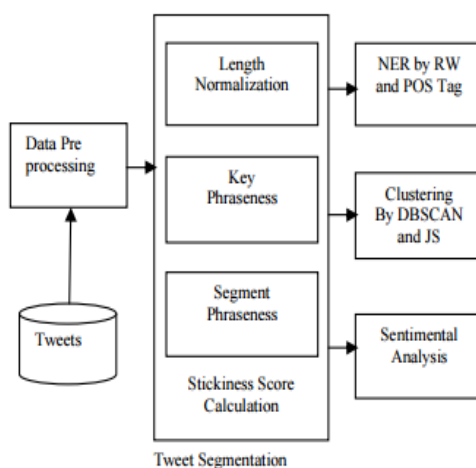 Tweets
Data Pre
processing
Length
Normalization
Key
Phraseness
Segment
Phraseness
Stickiness Score
Calculation
Tweet Segmentation
NER by RW
and POS Tag
Clustering
By DBSCAN
and JS
Sentimental
Analysis